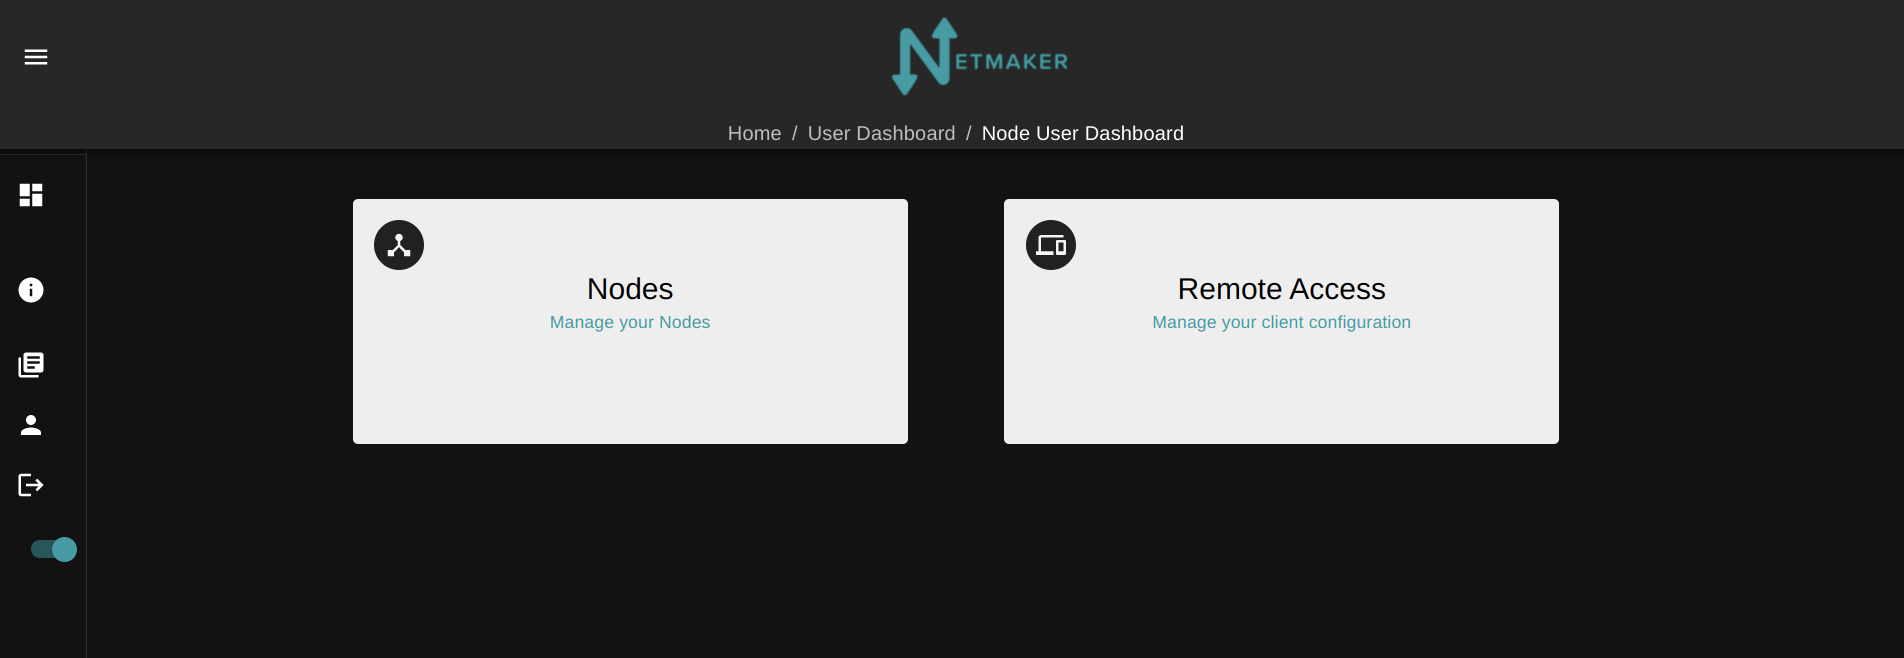 NETMAKER
Home / User Dashboard / Node User Dashboard
Nodes
Manage your Nodes
Remote Access
Manage your client configuration